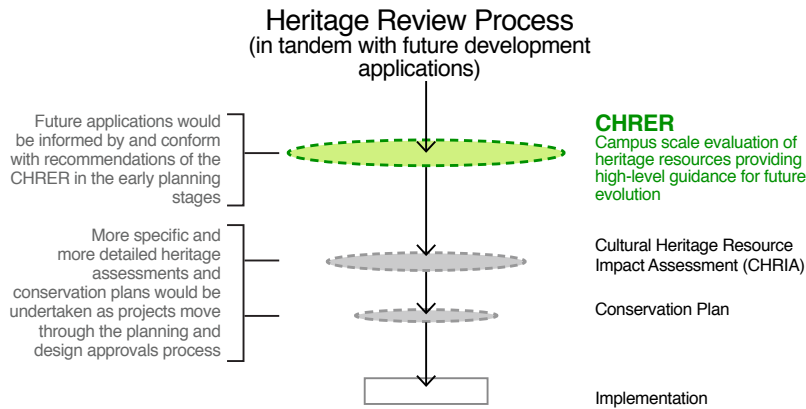 Heritage Review Process
(in tandem with future development
applications)
Future applications would
be informed by and conform
with recommendations of the
CHRER in the early planning
stages
CHRER
Campus scale evaluation of
heritage resources providing
high-level guidance for future
evolution
More specific and
more detailed heritage
assessments and
conservation plans would be
undertaken as projects move
through the planning and
design approvals process
Cultural Heritage Resource
Impact Assessment (CHRIA)
Conservation Plan
Implementation